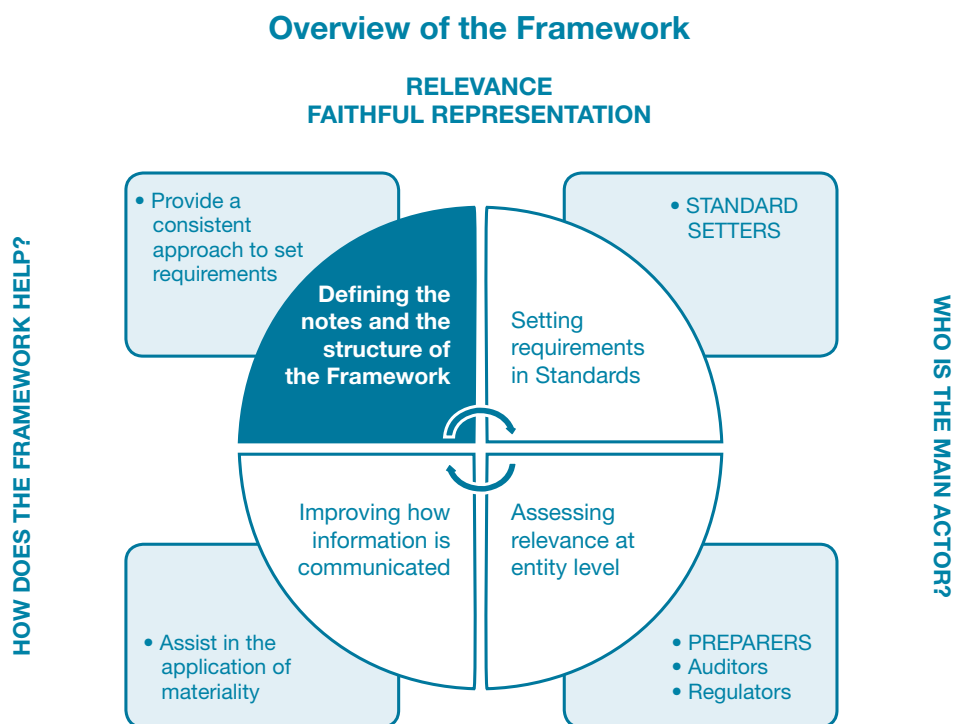 Overview of the Framework
RELEVANCE
FAITHFUL REPRESENTATION
HOW DOES THE FRAMEWORK HELP?
• Provide a
consistent
approach to set
requirements
Defining the
notes and the
structure of
the Framework
Setting
requirements
in Standards
• STANDARD
SETTERS
Improving how
information is
communicated
Assessing
relevance at
entity level
• Assist in the
application of
materiality
• PREPARERS
• Auditors
• Regulators
WHO IS THE MAIN ACTOR?